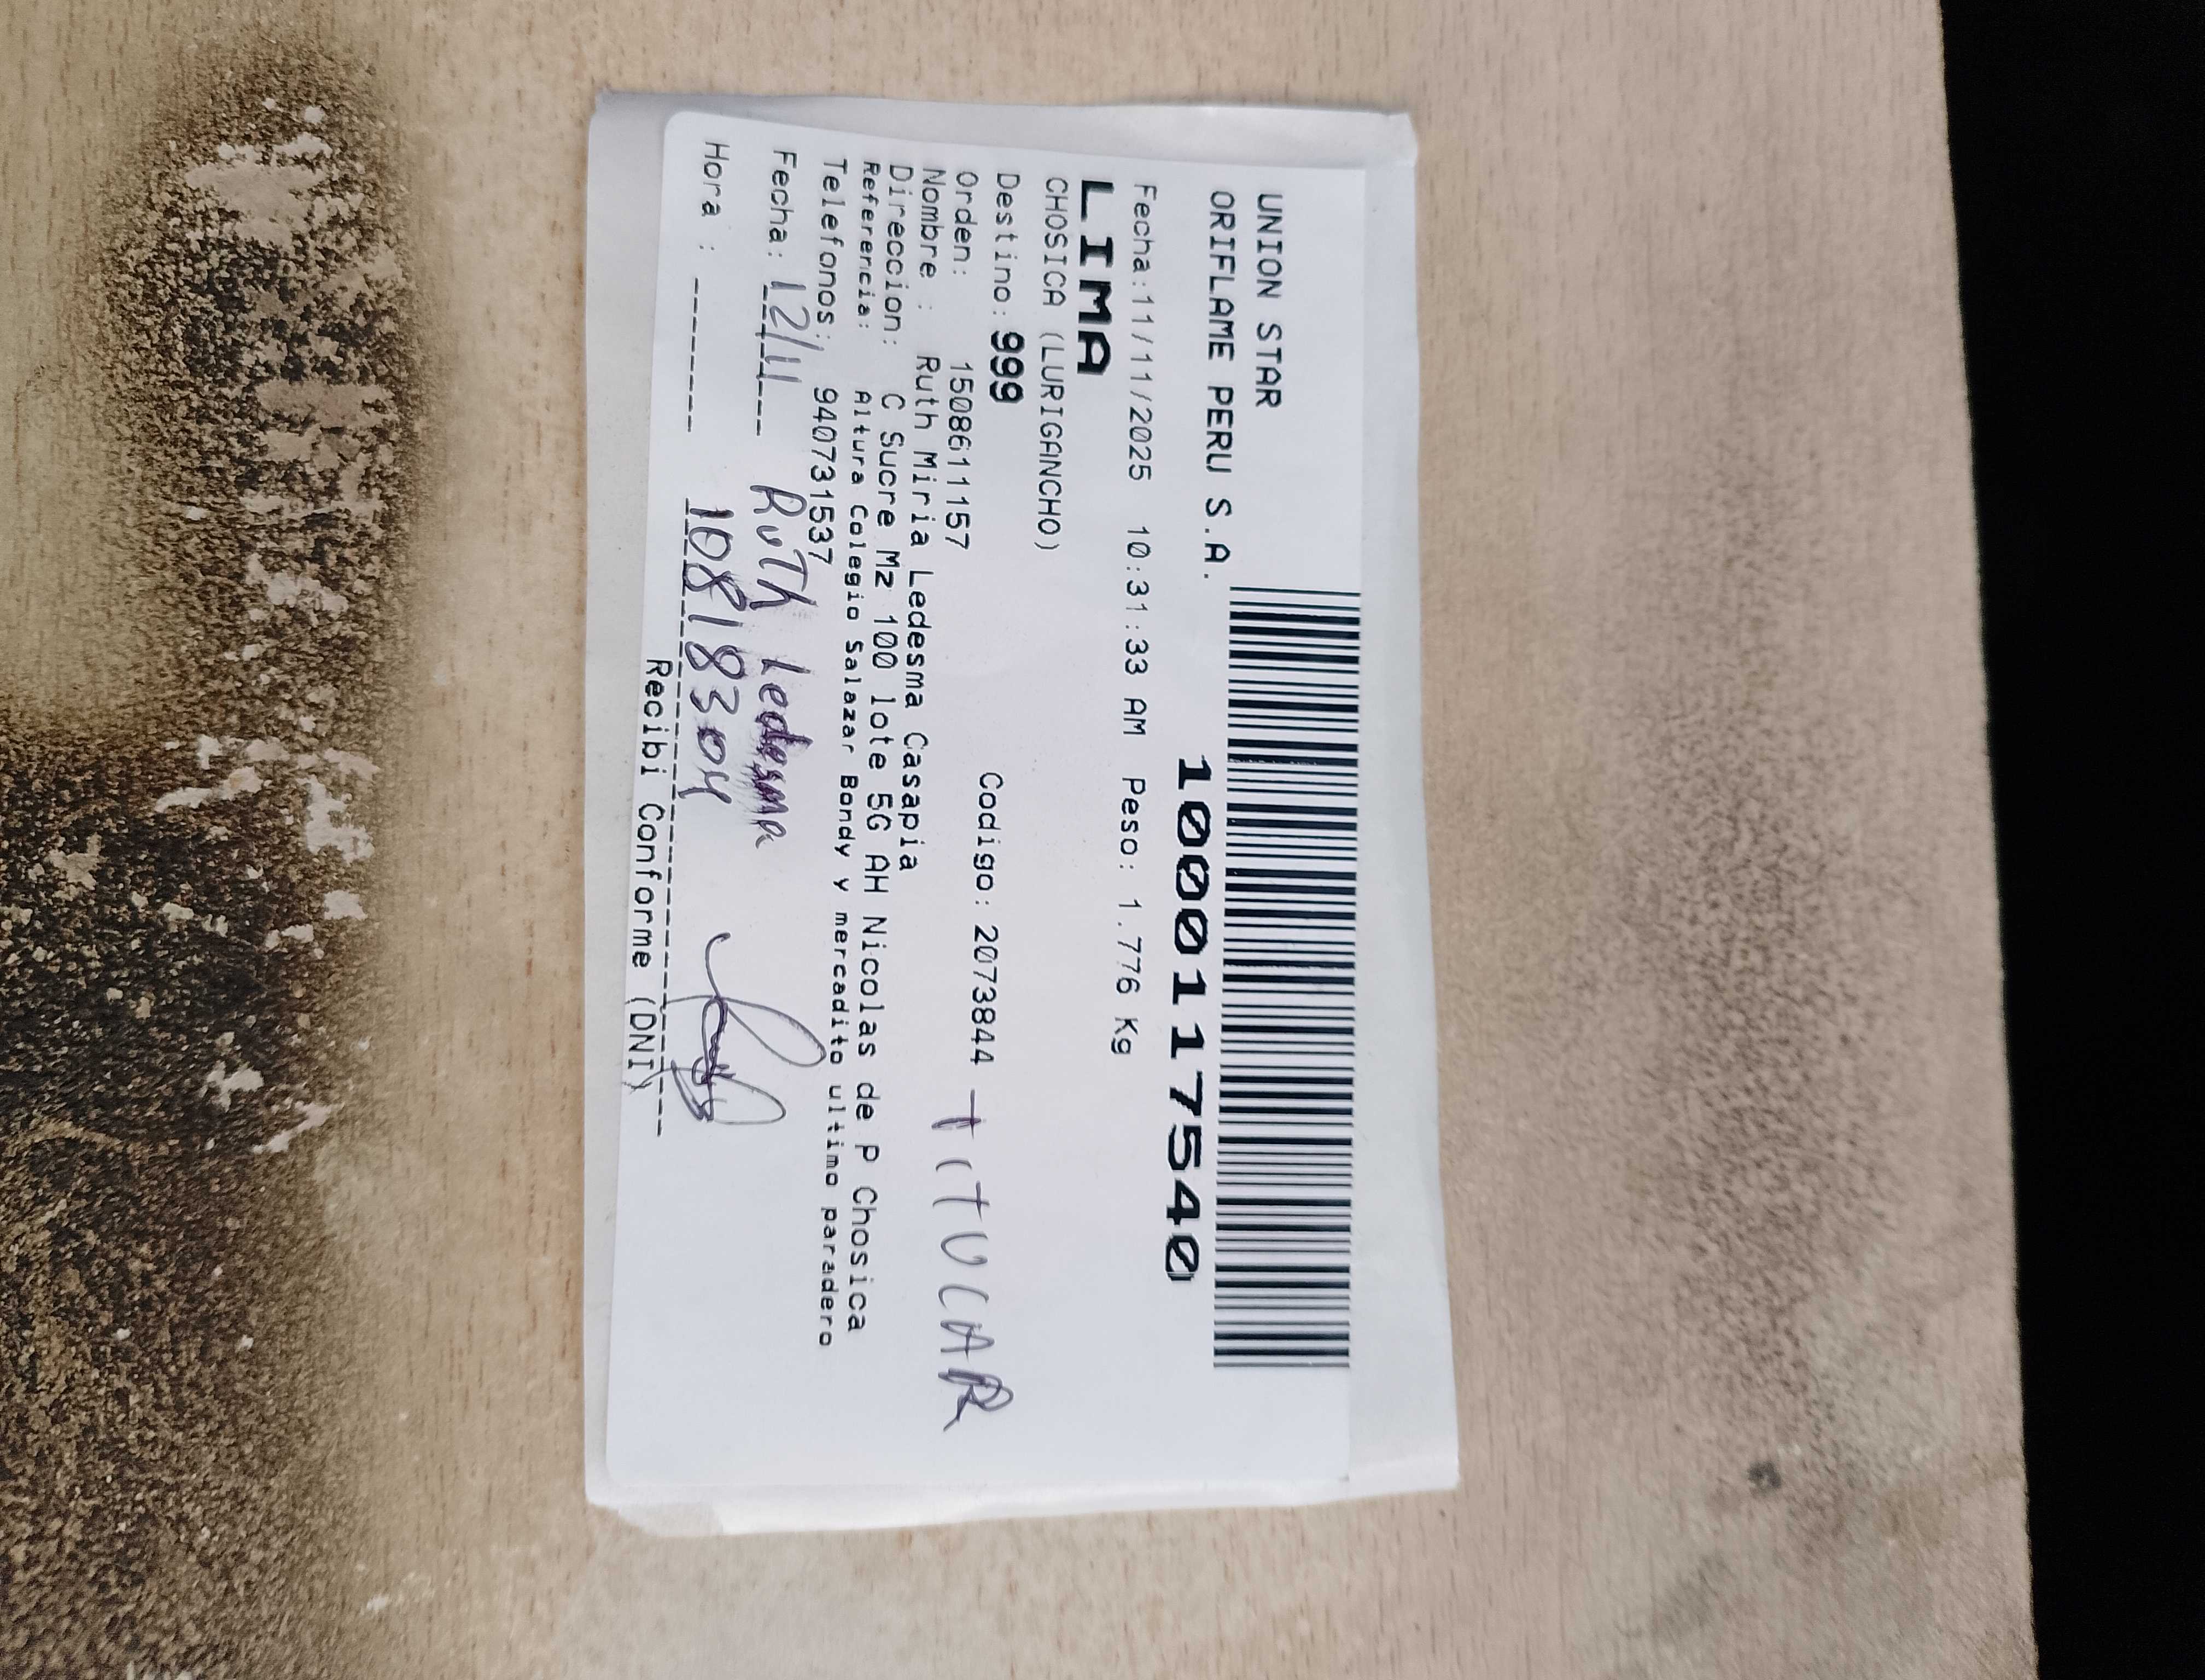 UNION STAR
ORIFLAME PERU S.A.
10001117540
Fecha:11/11/2025 10:31:33 AM Peso: 1.776 Kg
LIMA
CHOSICA (LURIGANCHO)
Destino: 999
Codigo: 2073844 TITULAR
Orden: 1508611157
Nombre : Ruth Miria Ledesma Casapia
Direccion: C Sucre Mz 100 lote 5G AH Nicolas de P Chosica
Referencia: Altura Colegio Salazar Bondy y mercadito ultimo paradero
Telefonos: 940731537
Fecha: 12/11 Ruth Ledesma
Hora : 10818304
Recibi Conforme (DNI)